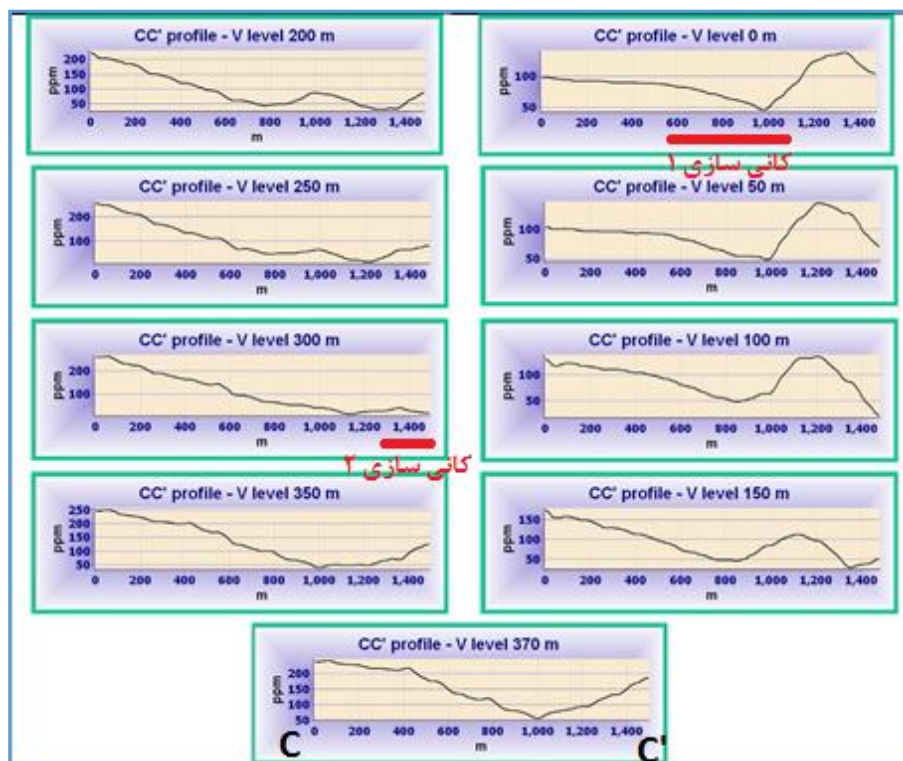 CC' profile - V level 200 m
ppm
200
150
100
50
0 200 400 600 800 1,000 1,200 1,400
m
CC' profile - V level 0 m
ppm
100
50
0 200 400 600 800 1,000 1,200 1,400
m
کانی سازی ۱
CC' profile - V level 250 m
ppm
200
100
0 200 400 600 800 1,000 1,200 1,400
m
CC' profile - V level 50 m
ppm
100
50
0 200 400 600 800 1,000 1,200 1,400
m
CC' profile - V level 300 m
ppm
200
100
0 200 400 600 800 1,000 1,200 1,400
m
کانی سازی ۲
CC' profile - V level 100 m
ppm
100
50
0 200 400 600 800 1,000 1,200 1,400
m
CC' profile - V level 350 m
ppm
250
200
150
100
50
0 200 400 600 800 1,000 1,200 1,400
m
CC' profile - V level 150 m
ppm
150
100
50
0 200 400 600 800 1,000 1,200 1,400
m
CC' profile - V level 370 m
ppm
200
150
100
50
0 200 400 600 800 1,000 1,200 1,400
m
C C'